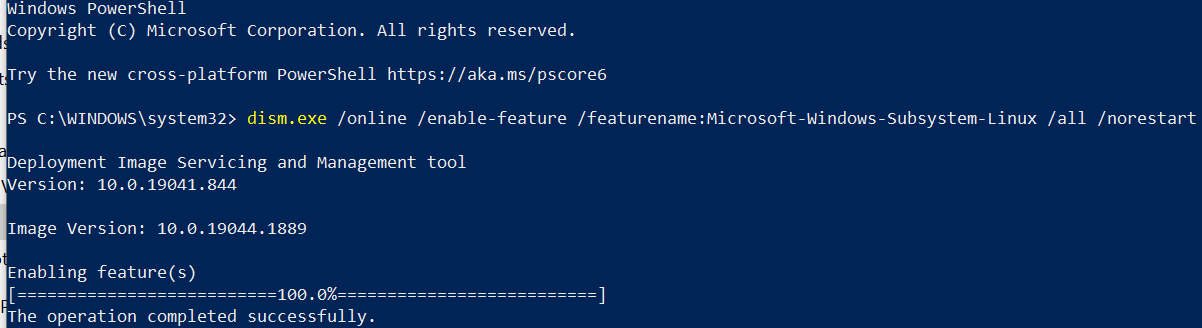 Windows PowerShell
Copyright (C) Microsoft Corporation. All rights reserved.
Try the new cross-platform PowerShell https://aka.ms/pscore6
PS C:\WINDOWS\system32> dism.exe /online /enable-feature /featurename:Microsoft-Windows-Subsystem-Linux /all /norestart
Deployment Image Servicing and Management tool
Version: 10.0.19041.844
Image Version: 10.0.19044.1889
Enabling feature(s)
[==========================100.0%==========================]
The operation completed successfully.